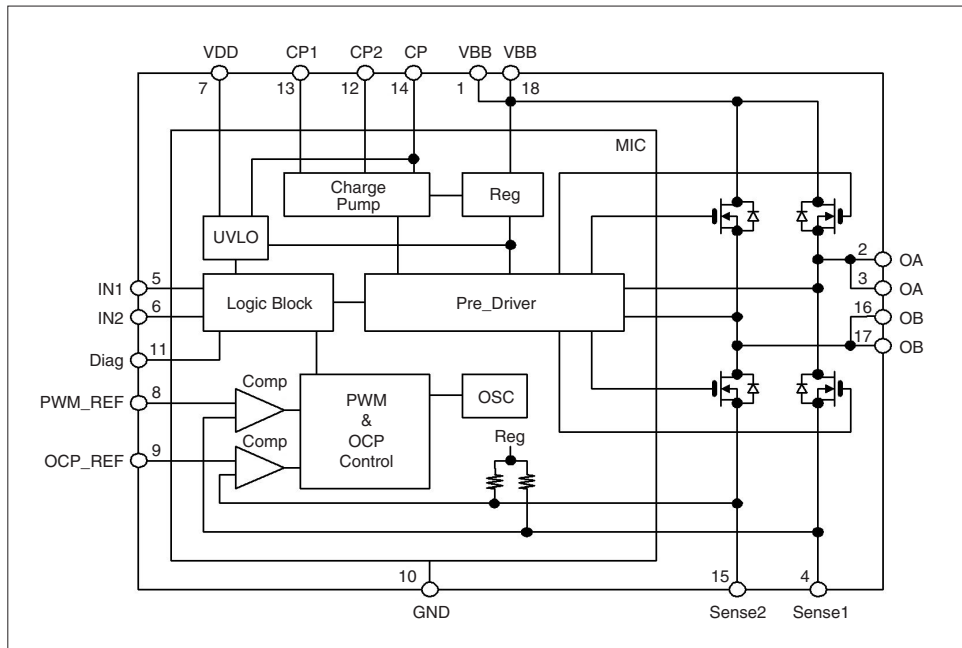 VDD CP1 CP2 CP VBB VBB
7 13 12 14 1 18
MIC
Charge
Pump
Reg
UVLO
2 OA
3 OA
IN1 5
IN2 6
Logic Block
Pre_Driver
16 OB
17 OB
Diag 11
PWM_REF 8
Comp
PWM
&
OCP
Control
OSC
OCP_REF 9
Comp
Reg
10 15 4
GND Sense2 Sense1